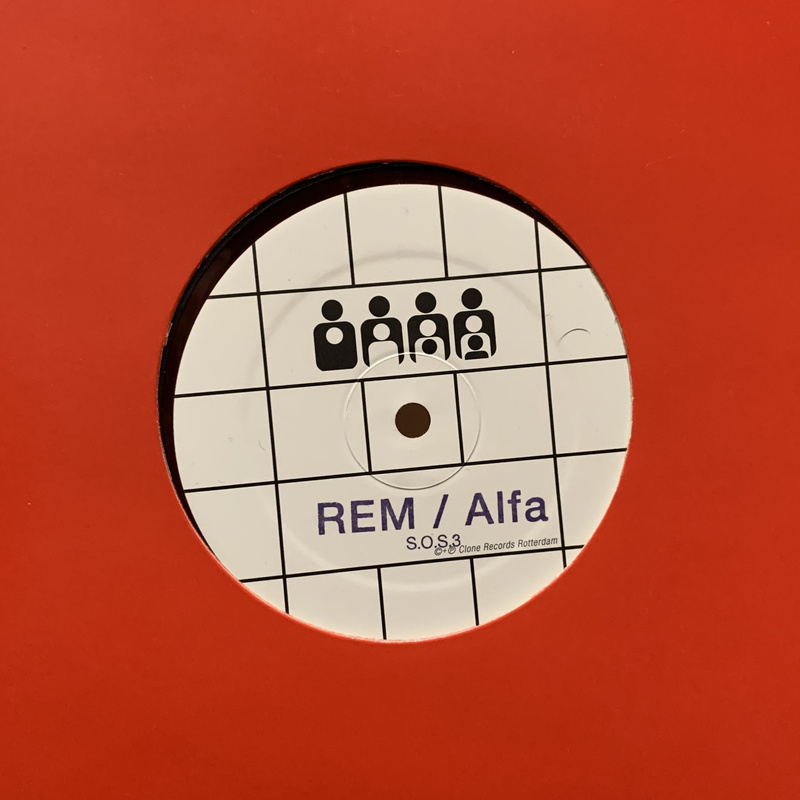 REM / Alfa
S.O.S.3
©+℗ Clone Records Rotterdam